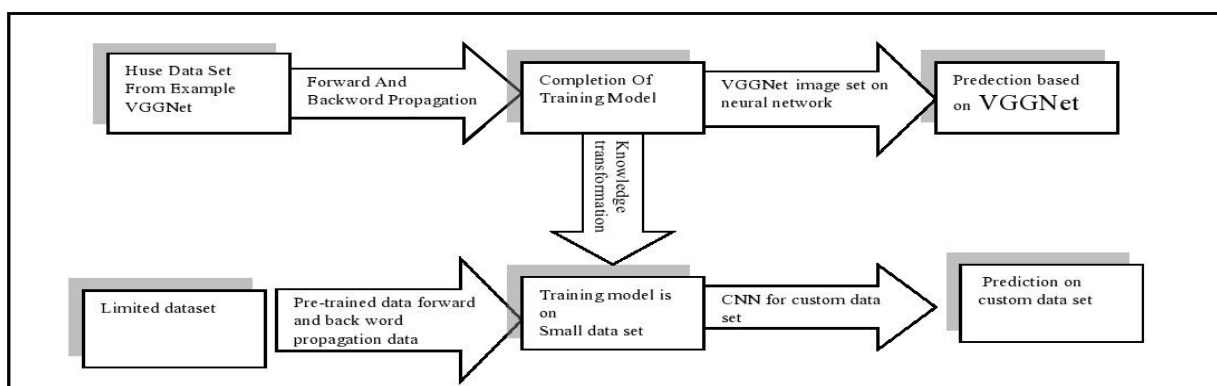 Huse Data Set
From Example
VGGNet
Forward And
Backword Propagation
Completion Of
Training Model
VGGNet image set on
neural network
Predection based
on VGGNet
Knowledge
transformation
Limited dataset
Pre-trained data forward
and back word
propagation data
Training model is
on
Small data set
CNN for custom data
set
Prediction on
custom data set